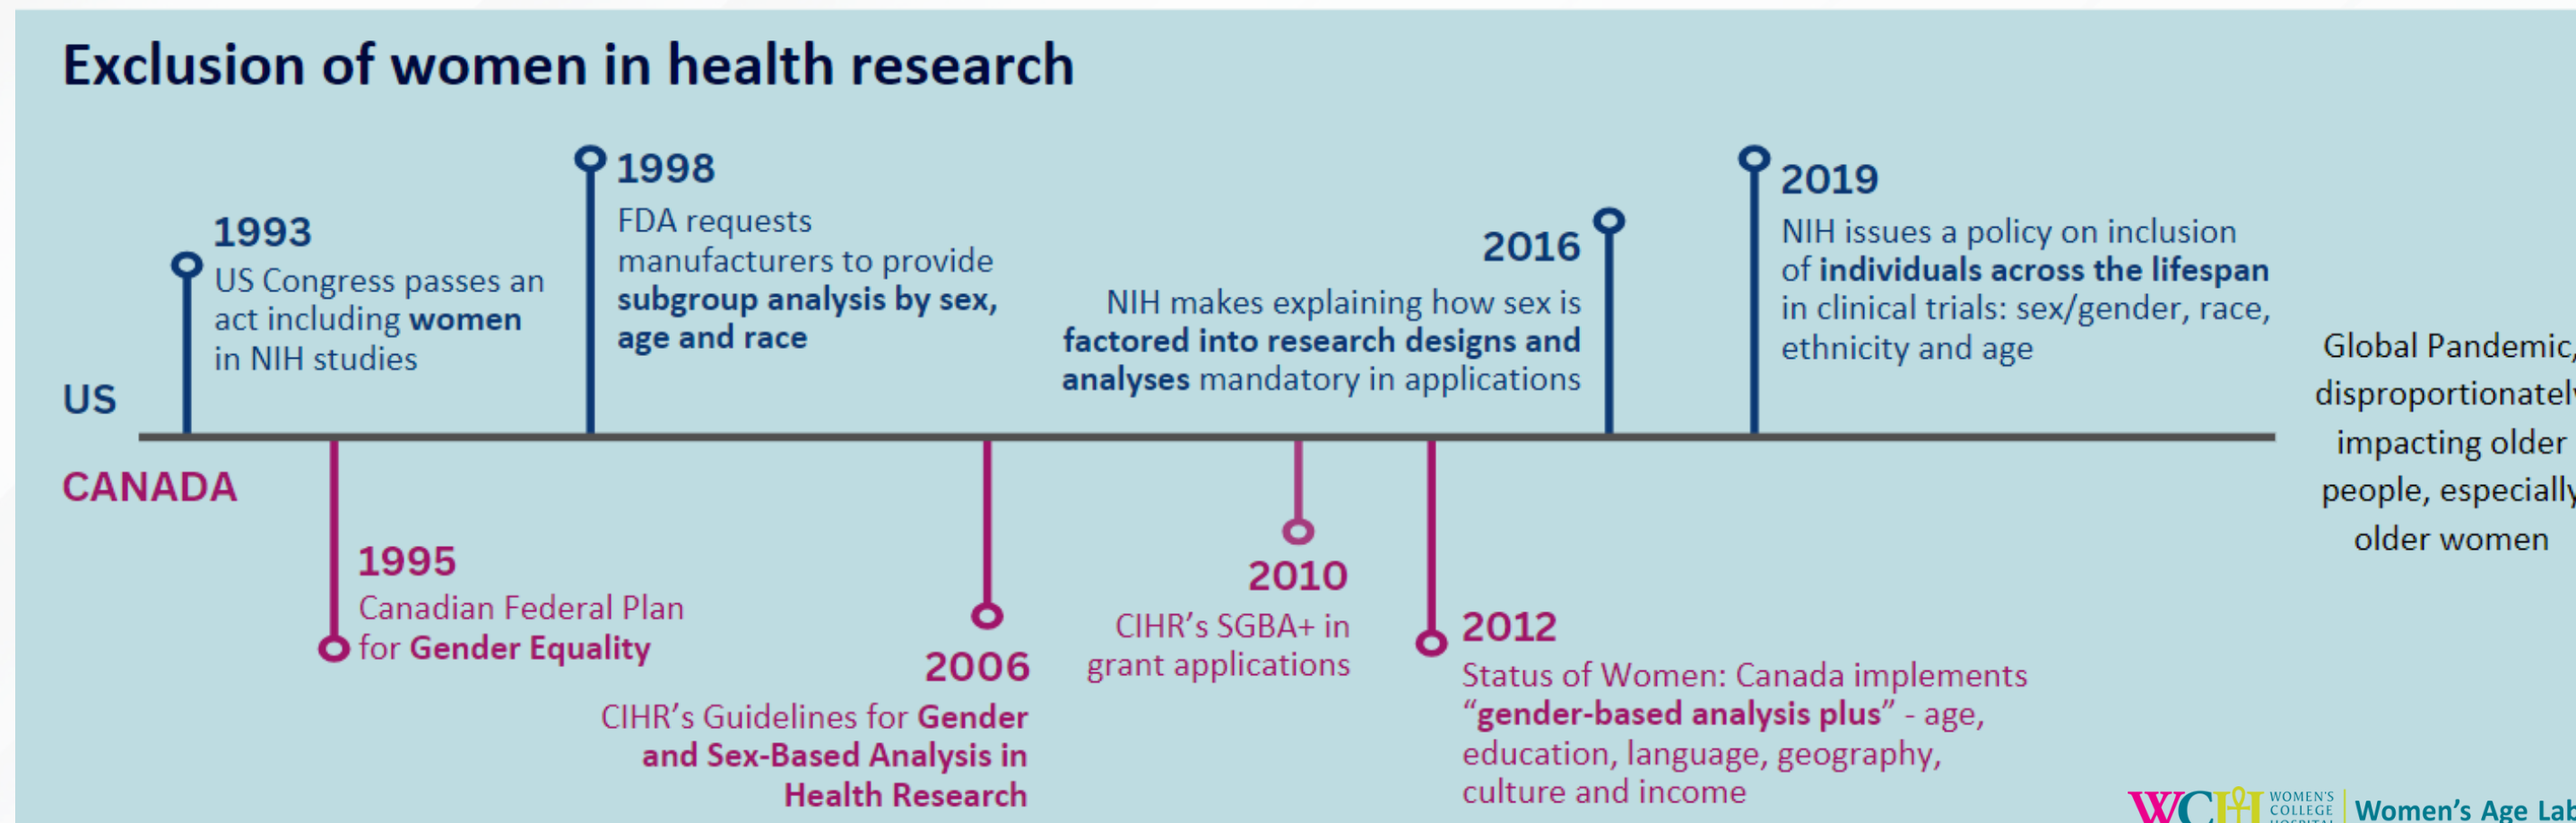 Exclusion of women in health research
1993
US Congress passes an
act including women
in NIH studies
1998
FDA requests
manufacturers to provide
subgroup analysis by sex,
age and race
2016
NIH makes explaining how sex is
factored into research designs and
analyses mandatory in applications
2019
NIH issues a policy on inclusion
of individuals across the lifespan
in clinical trials: sex/gender, race,
ethnicity and age
Global Pandemic,
disproportionately
impacting older
people, especially
older women
US
CANADA
1995
Canadian Federal Plan
for Gender Equality
2006
CIHR's Guidelines for Gender
and Sex-Based Analysis in
Health Research
2010
CIHR's SGBA+ in
grant applications
2012
Status of Women: Canada implements
“gender-based analysis plus” - age,
education, language, geography,
culture and income
WCH
WOMEN'S
COLLEGE
HOSPITAL
Women's Age Lab